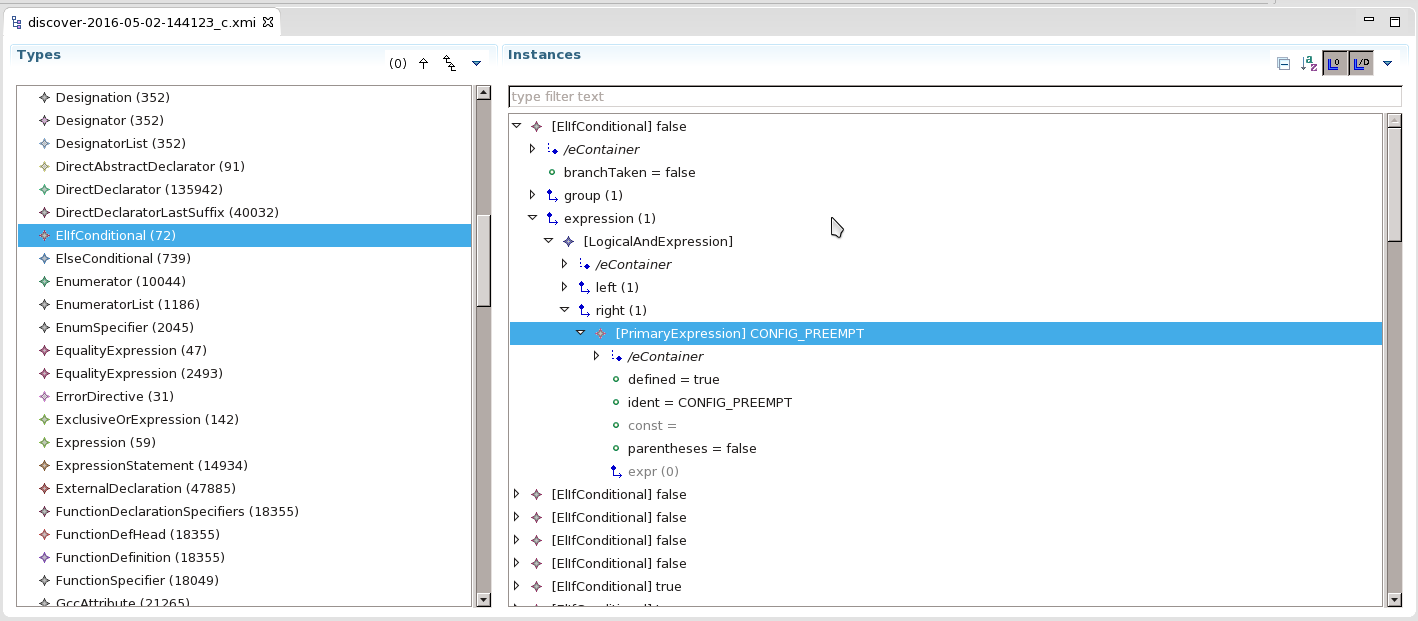 discover-2016-05-02-144123_c.xmi
Types
(0)
Designation (352)
Designator (352)
DesignatorList (352)
DirectAbstractDeclarator (91)
DirectDeclarator (135942)
DirectDeclaratorLastSuffix (40032)
ElIfConditional (72)
ElseConditional (739)
Enumerator (10044)
EnumeratorList (1186)
EnumSpecifier (2045)
EqualityExpression (47)
EqualityExpression (2493)
ErrorDirective (31)
ExclusiveOrExpression (142)
Expression (59)
ExpressionStatement (14934)
ExternalDeclaration (47885)
FunctionDeclarationSpecifiers (18355)
FunctionDefHead (18355)
FunctionDefinition (18355)
FunctionSpecifier (18049)
GccAttribute (21265)
Instances
type filter text
[ElIfConditional] false
/eContainer
branchTaken = false
group (1)
expression (1)
[LogicalAndExpression]
/eContainer
left (1)
right (1)
[PrimaryExpression] CONFIG_PREEMPT
/eContainer
defined = true
ident = CONFIG_PREEMPT
const =
parentheses = false
expr (0)
[ElIfConditional] false
[ElIfConditional] false
[ElIfConditional] false
[ElIfConditional] false
[ElIfConditional] true